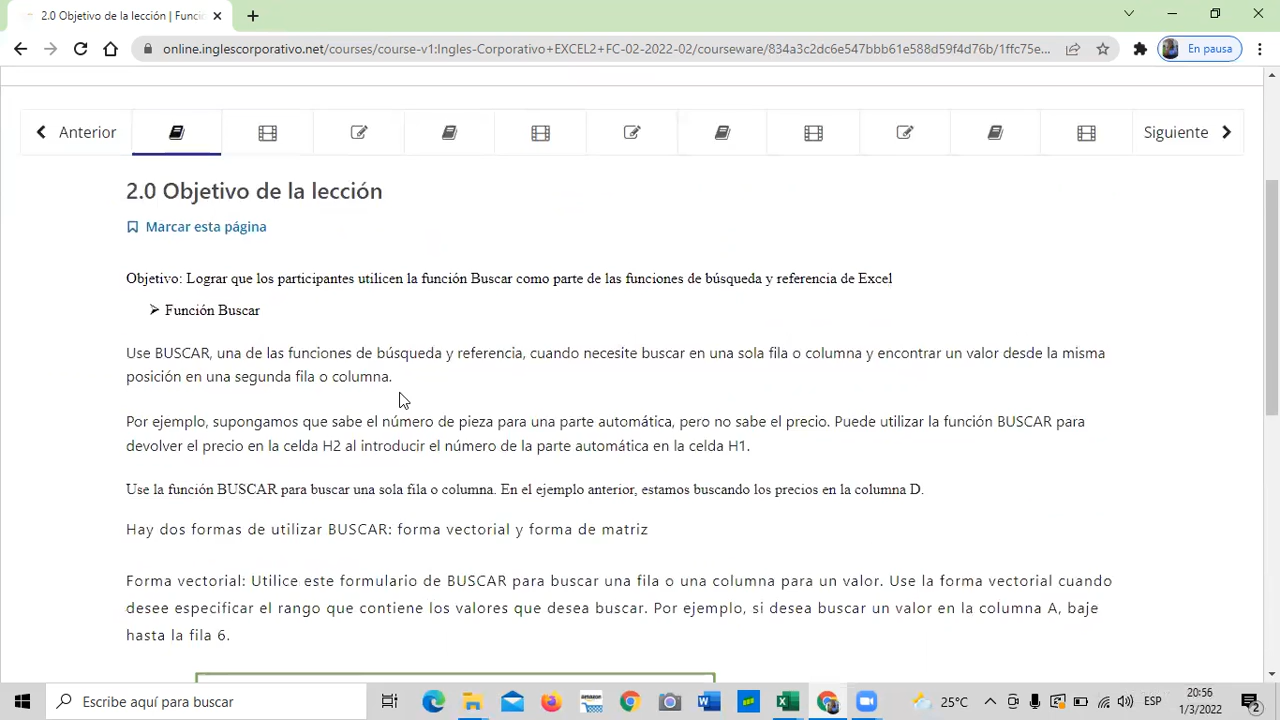 2.0 Objetivo de la lección | Funció
En pausa
online.inglescorporativo.net/courses/course-v1:Ingles-Corporativo+EXCEL2+FC-02-2022-02/courseware/834a3c2dc6e547bbb61e588d59f4d76b/1ffc75e...
Anterior
Siguiente
2.0 Objetivo de la lección
Marcar esta página
Objetivo: Lograr que los participantes utilicen la función Buscar como parte de las funciones de búsqueda y referencia de Excel
➢ Función Buscar
Use BUSCAR, una de las funciones de búsqueda y referencia, cuando necesite buscar en una sola fila o columna y encontrar un valor desde la misma
posición en una segunda fila o columna.
Por ejemplo, supongamos que sabe el número de pieza para una parte automática, pero no sabe el precio. Puede utilizar la función BUSCAR para
devolver el precio en la celda H2 al introducir el número de la parte automática en la celda H1.
Use la función BUSCAR para buscar una sola fila o columna. En el ejemplo anterior, estamos buscando los precios en la columna D.
Hay dos formas de utilizar BUSCAR: forma vectorial y forma de matriz
Forma vectorial: Utilice este formulario de BUSCAR para buscar una fila o una columna para un valor. Use la forma vectorial cuando
desee especificar el rango que contiene los valores que desea buscar. Por ejemplo, si desea buscar un valor en la columna A, baje
hasta la fila 6.
Escribe aquí para buscar
amazon
25°C
ESP
20:56
1/3/2022
2